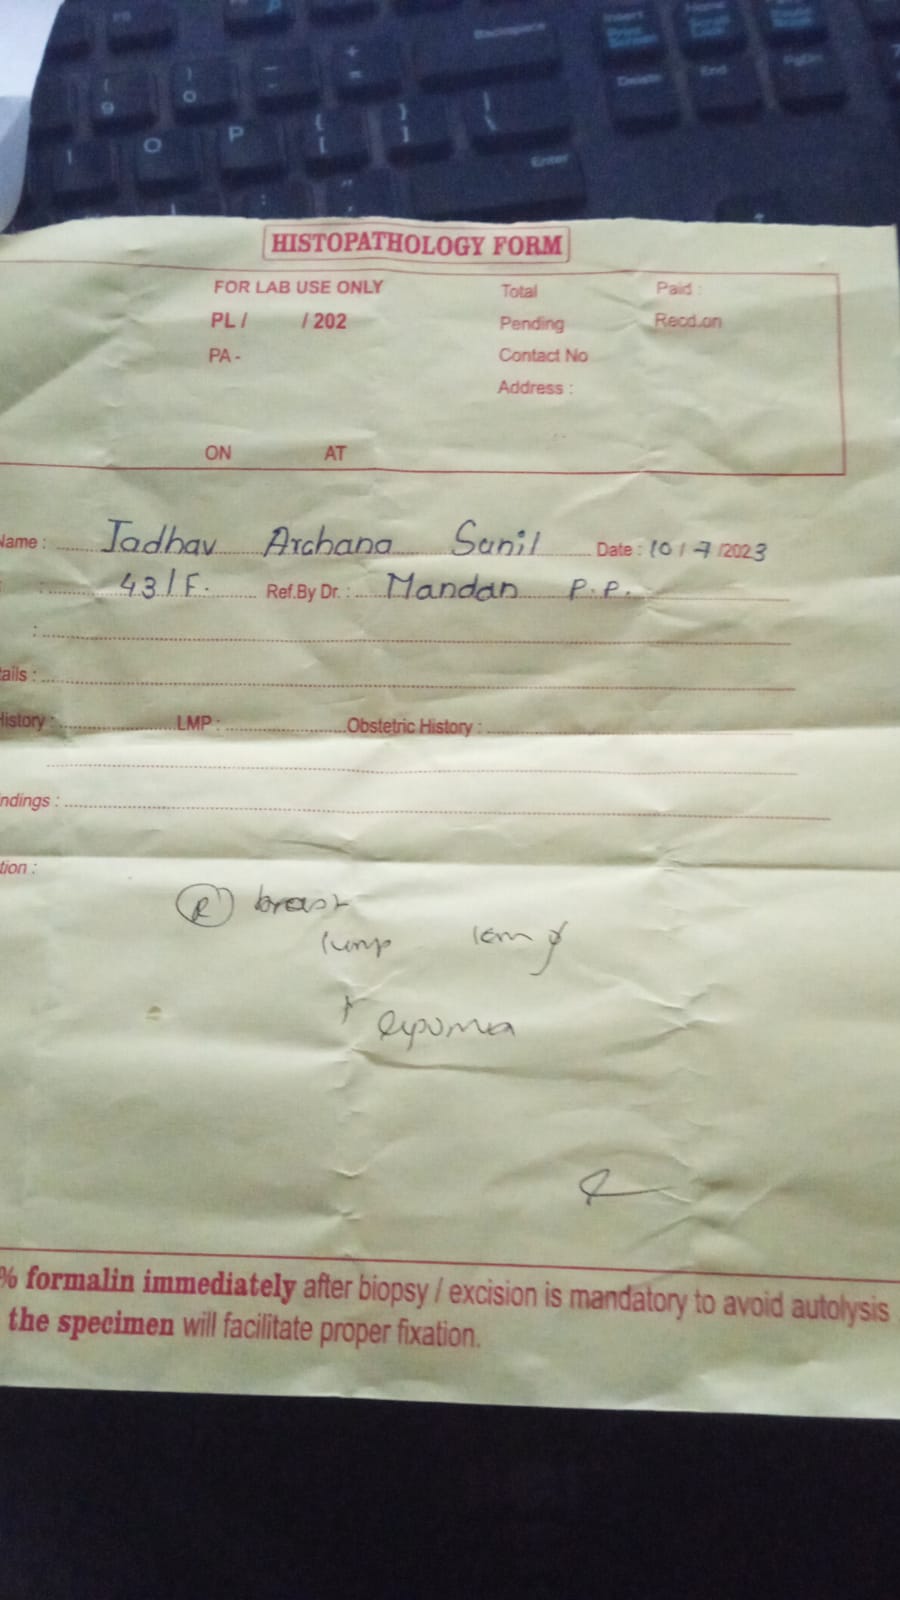 HISTOPATHOLOGY FORM
FOR LAB USE ONLY Total Paid :
PL / / 202 Pending Recd.on
PA - Contact No
Address :
ON AT
Name : Jadhav Archana Sunil Date : 10 / 7 /2023
: 43/F. Ref.By Dr. : Mandan P.P.
:
tails :
History : LMP : Obstetric History :
ndings :
tion :
(R) breast
lump 1cm
lipoma
% formalin immediately after biopsy / excision is mandatory to avoid autolysis
the specimen will facilitate proper fixation.